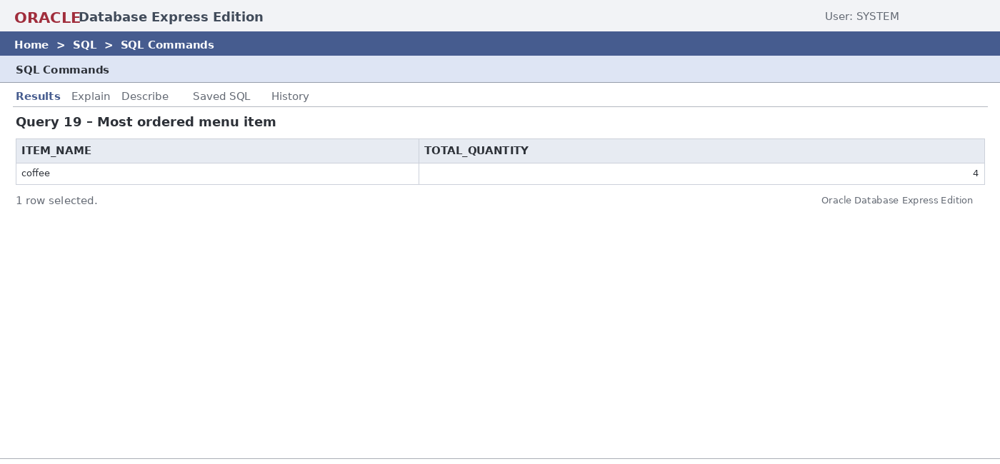 ORACLE Database Express Edition User: SYSTEM
Home > SQL > SQL Commands
SQL Commands
Results Explain Describe Saved SQL History
Query 19 – Most ordered menu item
ITEM_NAME TOTAL_QUANTITY
coffee 4
1 row selected. Oracle Database Express Edition